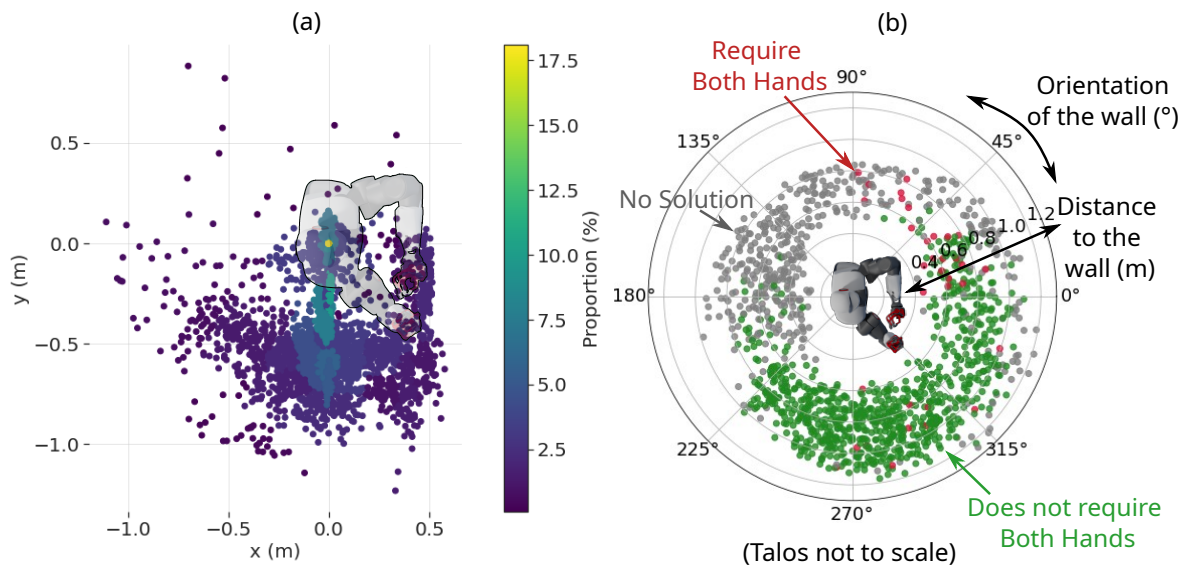 (a)
0.5
0.0
−0.5
−1.0
y (m)
−1.0
−0.5
0.0
0.5
x (m)
17.5
15.0
12.5
10.0
7.5
5.0
2.5
Proportion (%)
(b)
Require
Both Hands
90°
Orientation
of the wall (°)
135°
45°
No Solution
1.2
1.0
0.8
0.6
0.4
Distance
to the
wall (m)
180°
0°
225°
315°
270°
Does not require
Both Hands
(Talos not to scale)